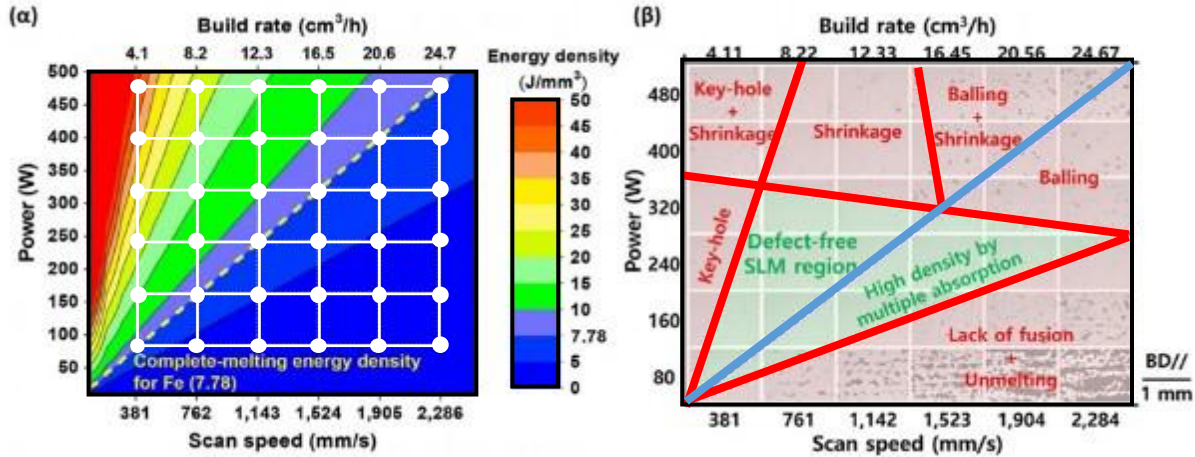 (α)
Build rate (cm³/h)
4.1 8.2 12.3 16.5 20.6 24.7
Energy density
(J/mm³)
Power (W)
500
450
400
350
300
250
200
150
100
50
50
45
40
35
30
25
20
15
10
7.78
5
0
Complete-melting energy density
for Fe (7.78)
381 762 1,143 1,524 1,905 2,286
Scan speed (mm/s)
(β)
Build rate (cm³/h)
4.11 8.22 12.33 16.45 20.56 24.67
Power (W)
480
400
320
240
160
80
Key-hole
+
Shrinkage
Shrinkage
Balling
+
Shrinkage
Balling
Key-hole
Defect-free
SLM region
High density by
multiple absorption
Lack of fusion
+
Unmelting
BD//
1 mm
381 761 1,142 1,523 1,904 2,284
Scan speed (mm/s)